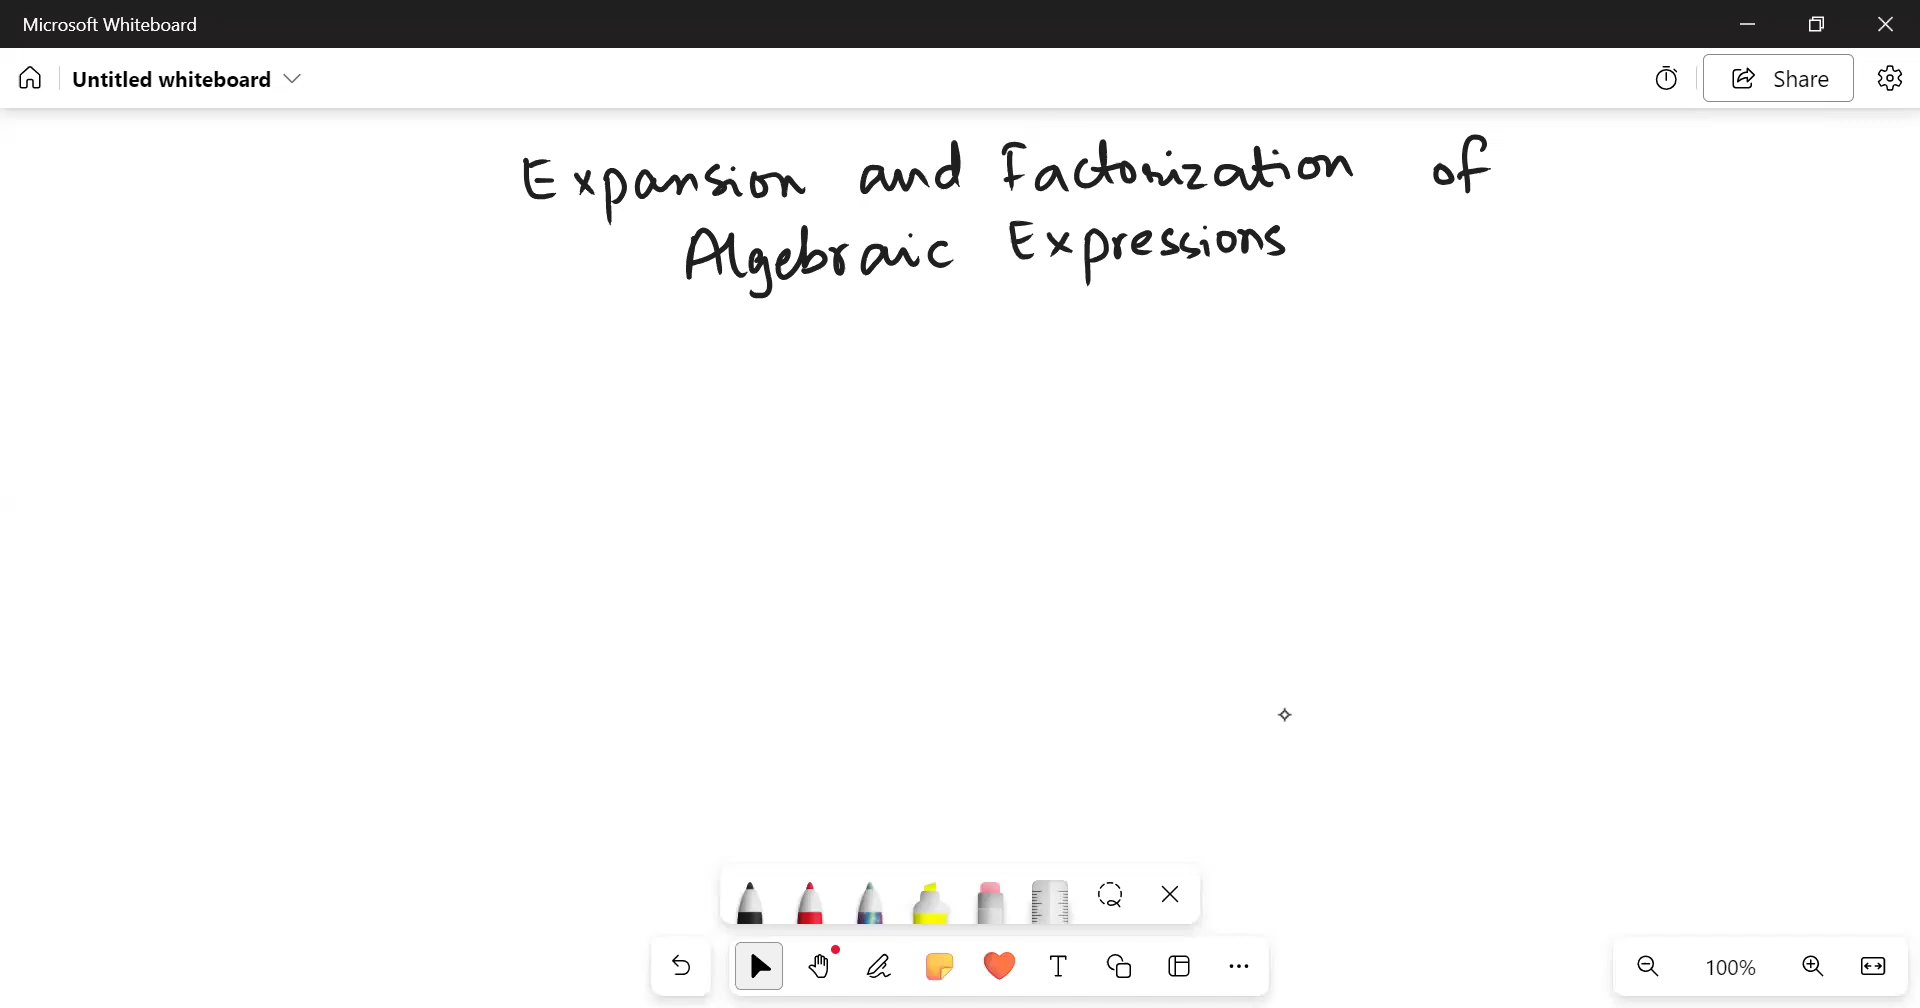 Microsoft Whiteboard
Untitled whiteboard
Share
Expansion and Factorization of
Algebraic Expressions
T
100%